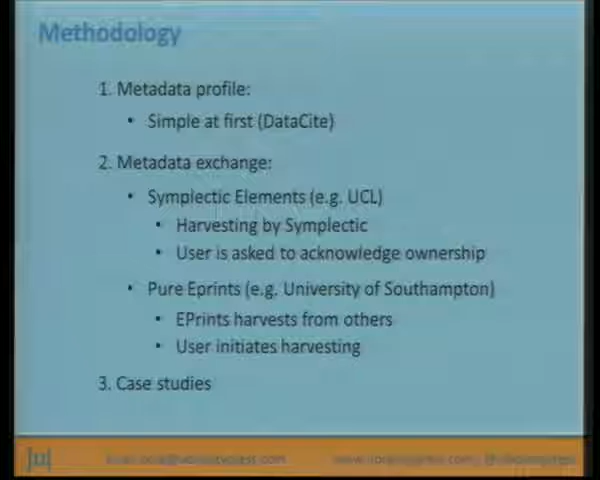 Methodology
1. Metadata profile:
• Simple at first (DataCite)
2. Metadata exchange:
• Symplectic Elements (e.g. UCL)
• Harvesting by Symplectic
• User is asked to acknowledge ownership
• Pure Eprints (e.g. University of Southampton)
• EPrints harvests from others
• User initiates harvesting
3. Case studies
]u[